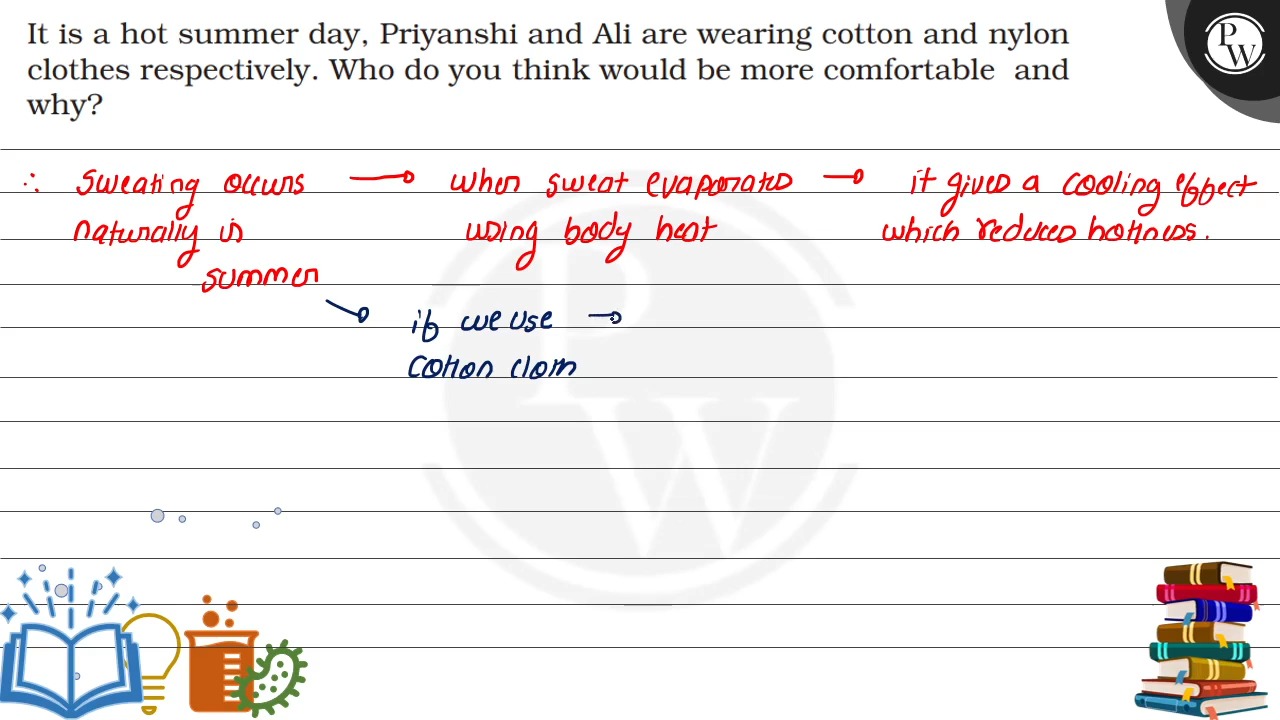 It is a hot summer day, Priyanshi and Ali are wearing cotton and nylon
clothes respectively. Who do you think would be more comfortable and
why?
P
W
∴ sweating occurs → when sweat evaporates → it gives a cooling effect
naturally in using body heat which reduces hotness.
summer
→ if we use →
cotton cloth
P
W